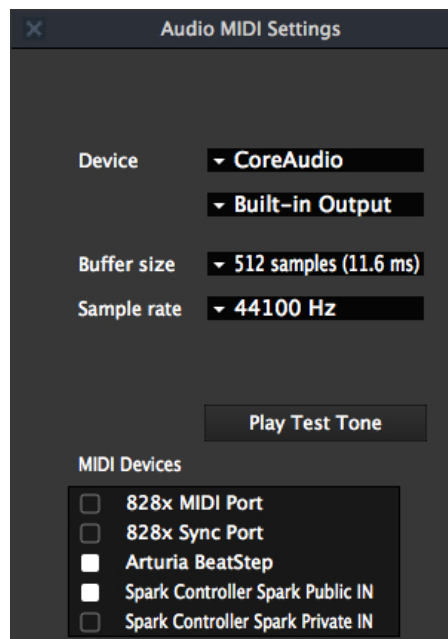 Audio MIDI Settings
Device CoreAudio
Built-in Output
Buffer size 512 samples (11.6 ms)
Sample rate 44100 Hz
Play Test Tone
MIDI Devices
828x MIDI Port
828x Sync Port
Arturia BeatStep
Spark Controller Spark Public IN
Spark Controller Spark Private IN